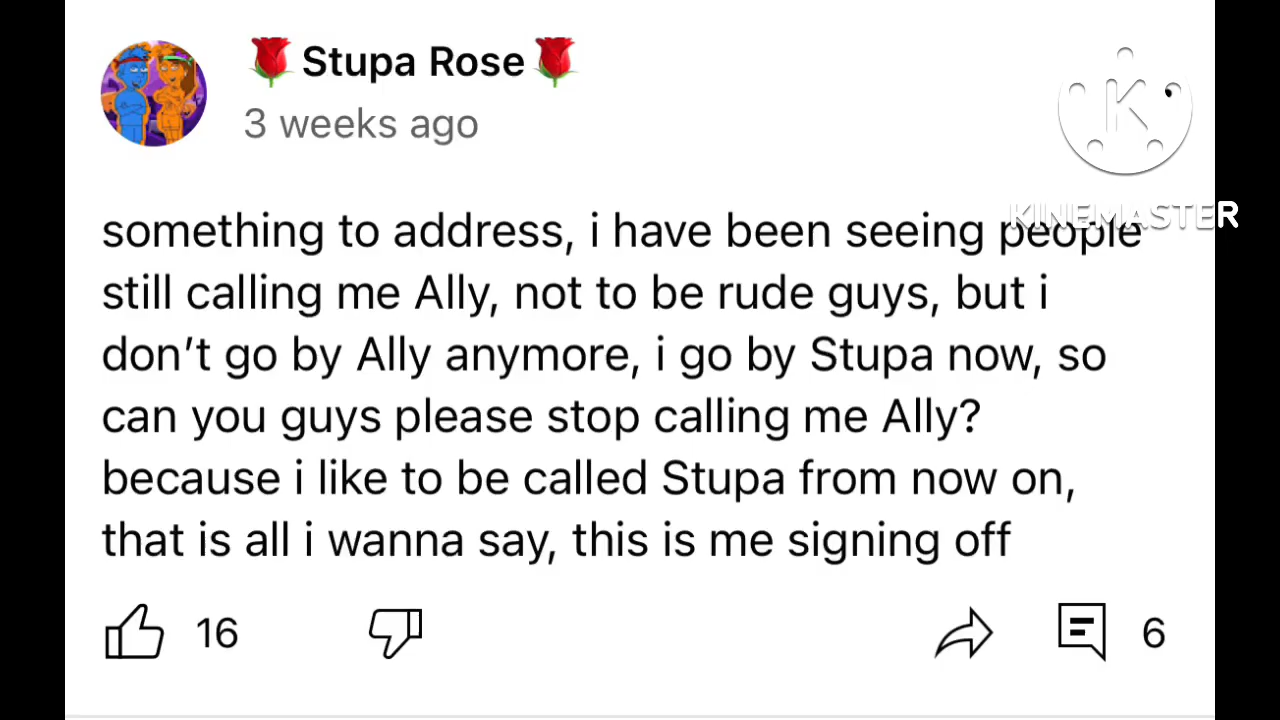 🌹Stupa Rose🌹
3 weeks ago
K
KINEMASTER
something to address, i have been seeing people
still calling me Ally, not to be rude guys, but i
don’t go by Ally anymore, i go by Stupa now, so
can you guys please stop calling me Ally?
because i like to be called Stupa from now on,
that is all i wanna say, this is me signing off
16
6